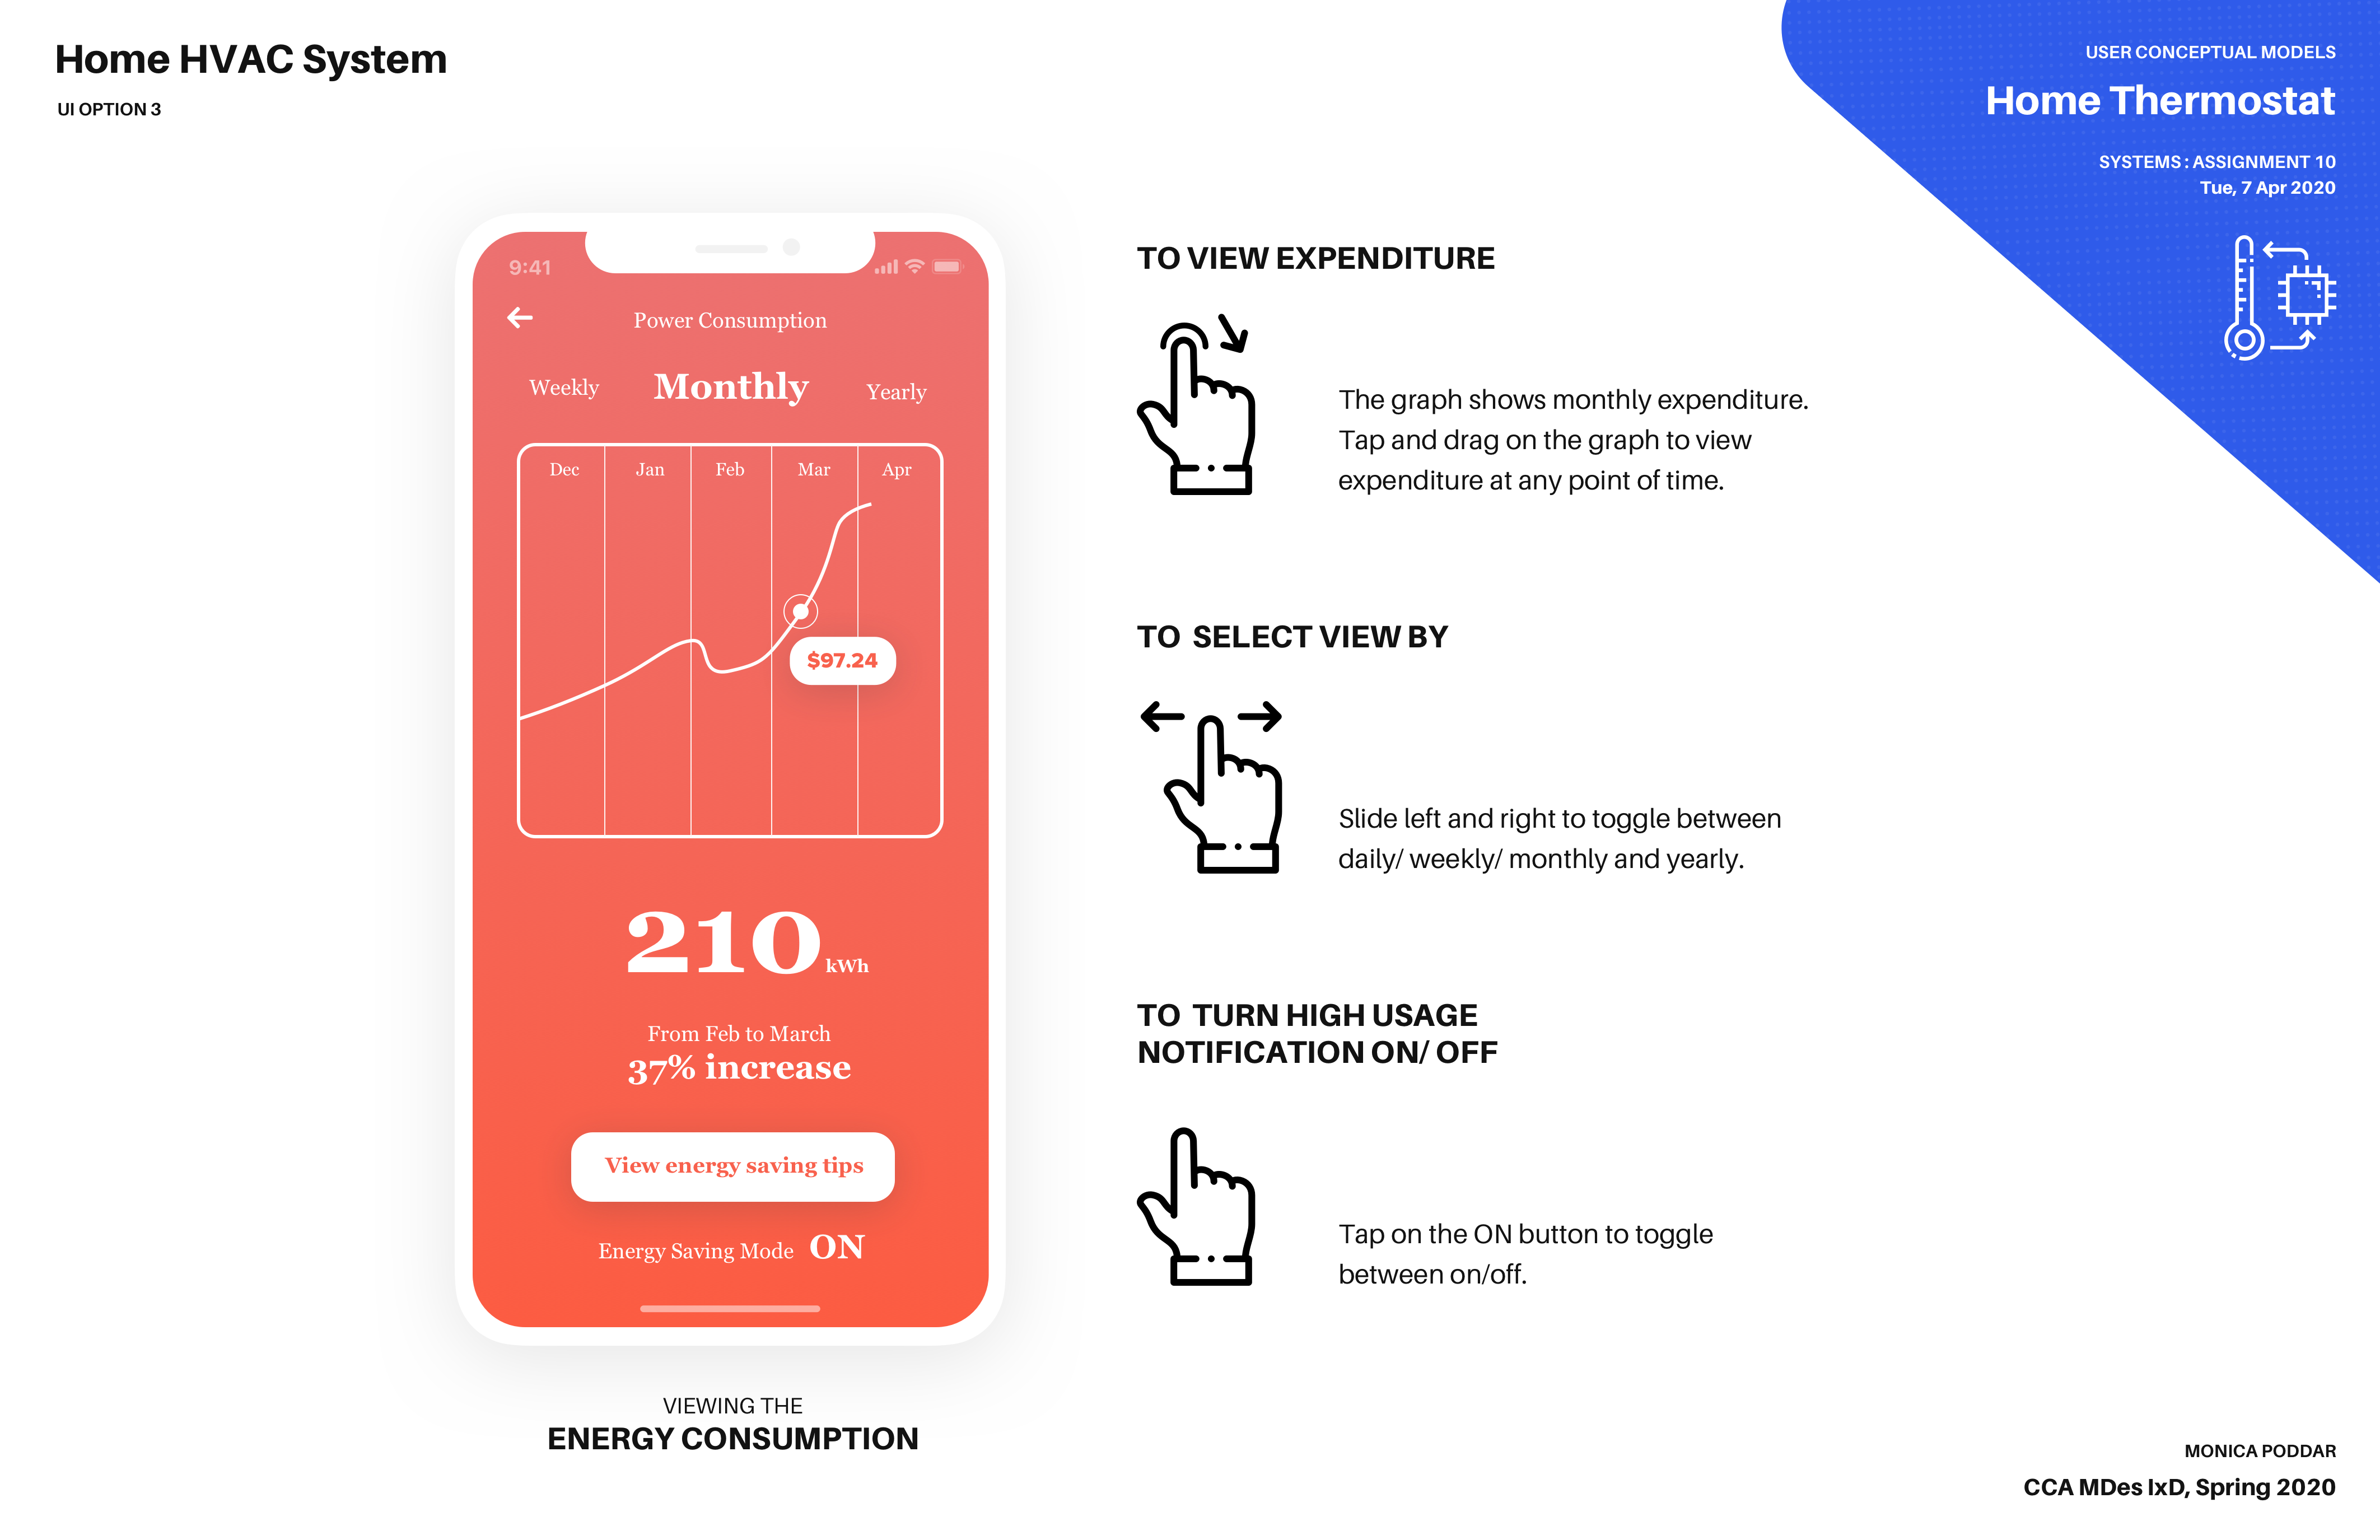 Home HVAC System
UI OPTION 3
USER CONCEPTUAL MODELS
Home Thermostat
SYSTEMS : ASSIGNMENT 10
Tue, 7 Apr 2020
9:41
Power Consumption
Weekly Monthly Yearly
Dec Jan Feb Mar Apr
$97.24
210 kWh
From Feb to March
37% increase
View energy saving tips
Energy Saving Mode ON
VIEWING THE
ENERGY CONSUMPTION
TO VIEW EXPENDITURE
The graph shows monthly expenditure.
Tap and drag on the graph to view
expenditure at any point of time.
TO SELECT VIEW BY
Slide left and right to toggle between
daily/ weekly/ monthly and yearly.
TO TURN HIGH USAGE
NOTIFICATION ON/ OFF
Tap on the ON button to toggle
between on/off.
MONICA PODDAR
CCA MDes IxD, Spring 2020